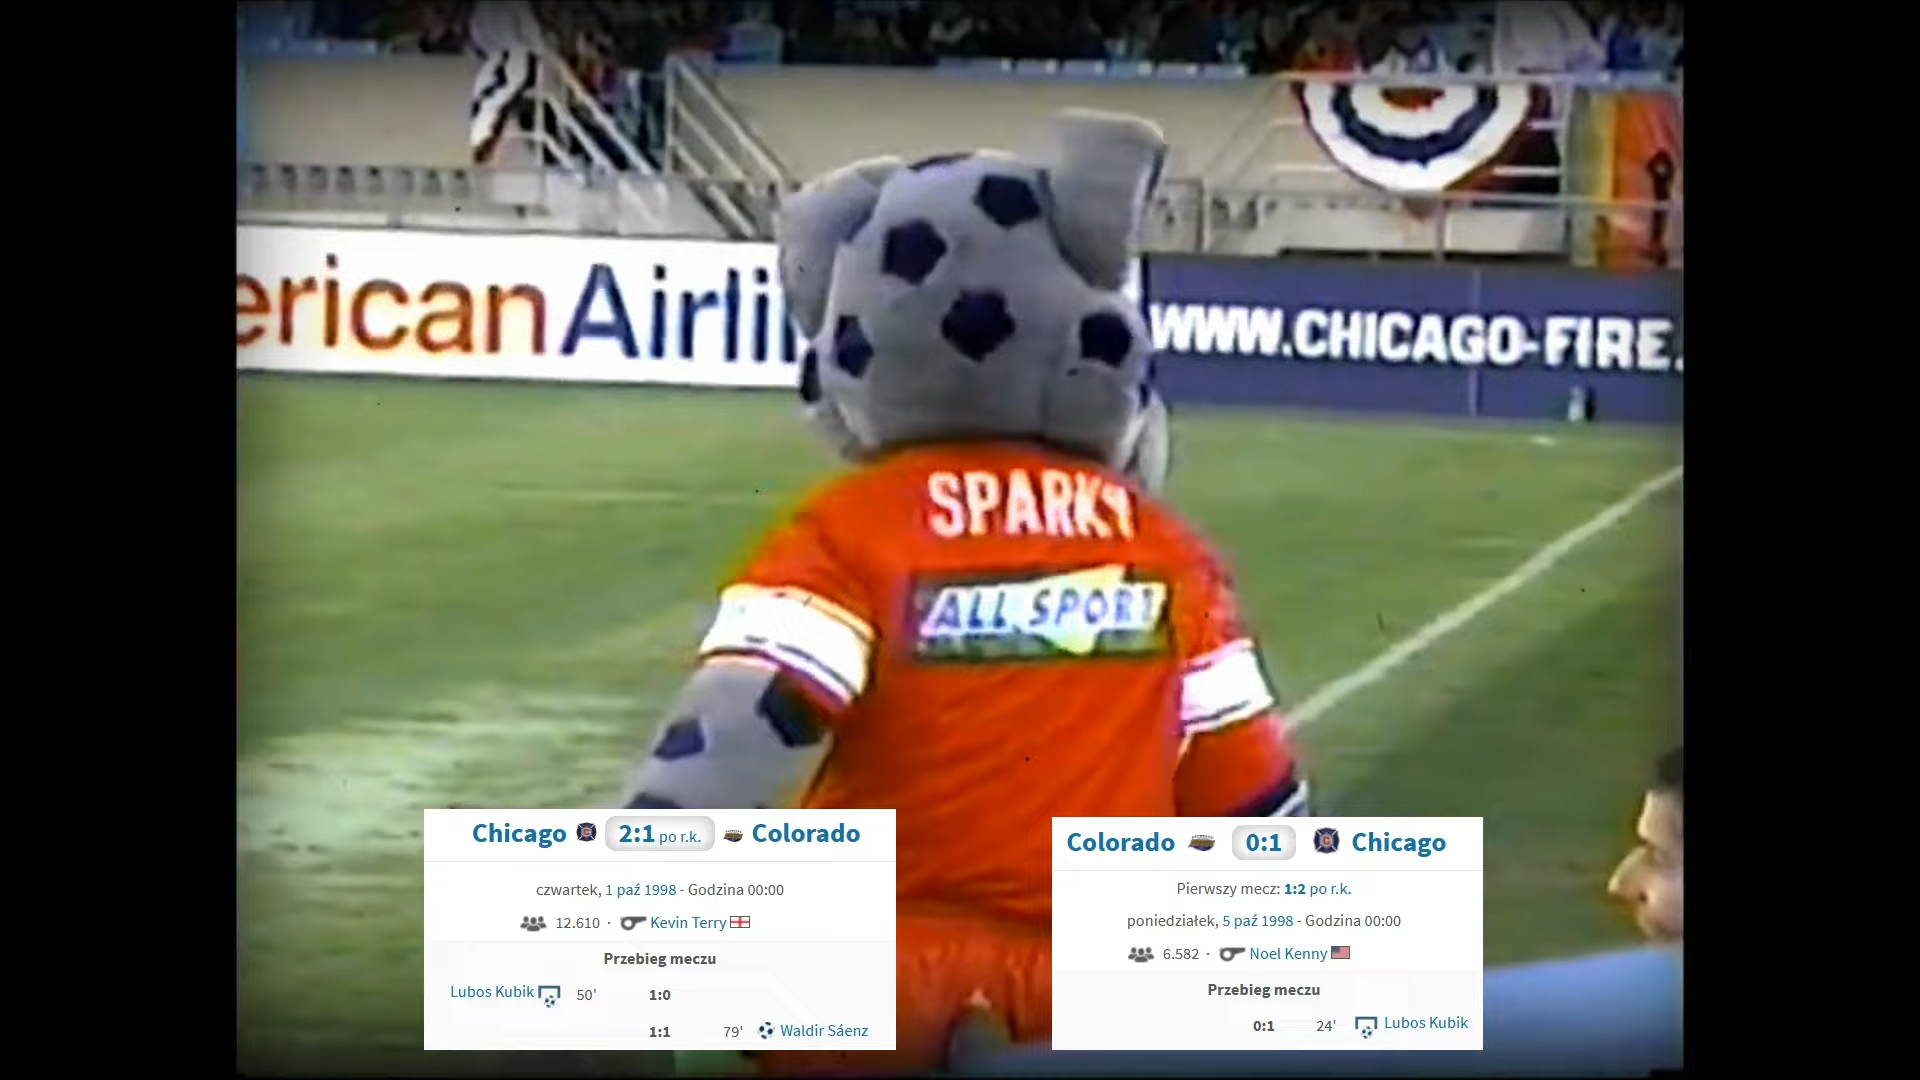 erican Airli
WWW.CHICAGO-FIRE.
SPARKY
ALL SPORT
Chicago 2:1 po r.k. Colorado
czwartek, 1 paź 1998 - Godzina 00:00
12.610 · Kevin Terry
Przebieg meczu
Lubos Kubik 50' 1:0
1:1 79' Waldir Sáenz
Colorado 0:1 Chicago
Pierwszy mecz: 1:2 po r.k.
poniedziałek, 5 paź 1998 - Godzina 00:00
6.582 · Noel Kenny
Przebieg meczu
0:1 24' Lubos Kubik